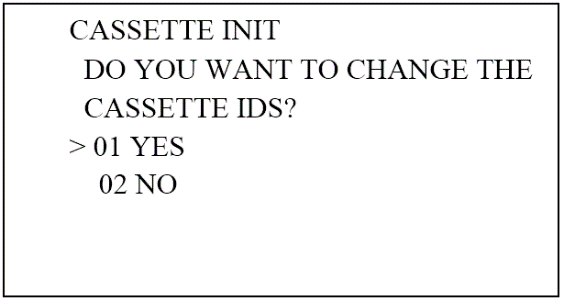 CASSETTE INIT
DO YOU WANT TO CHANGE THE
CASSETTE IDS?
> 01 YES
02 NO